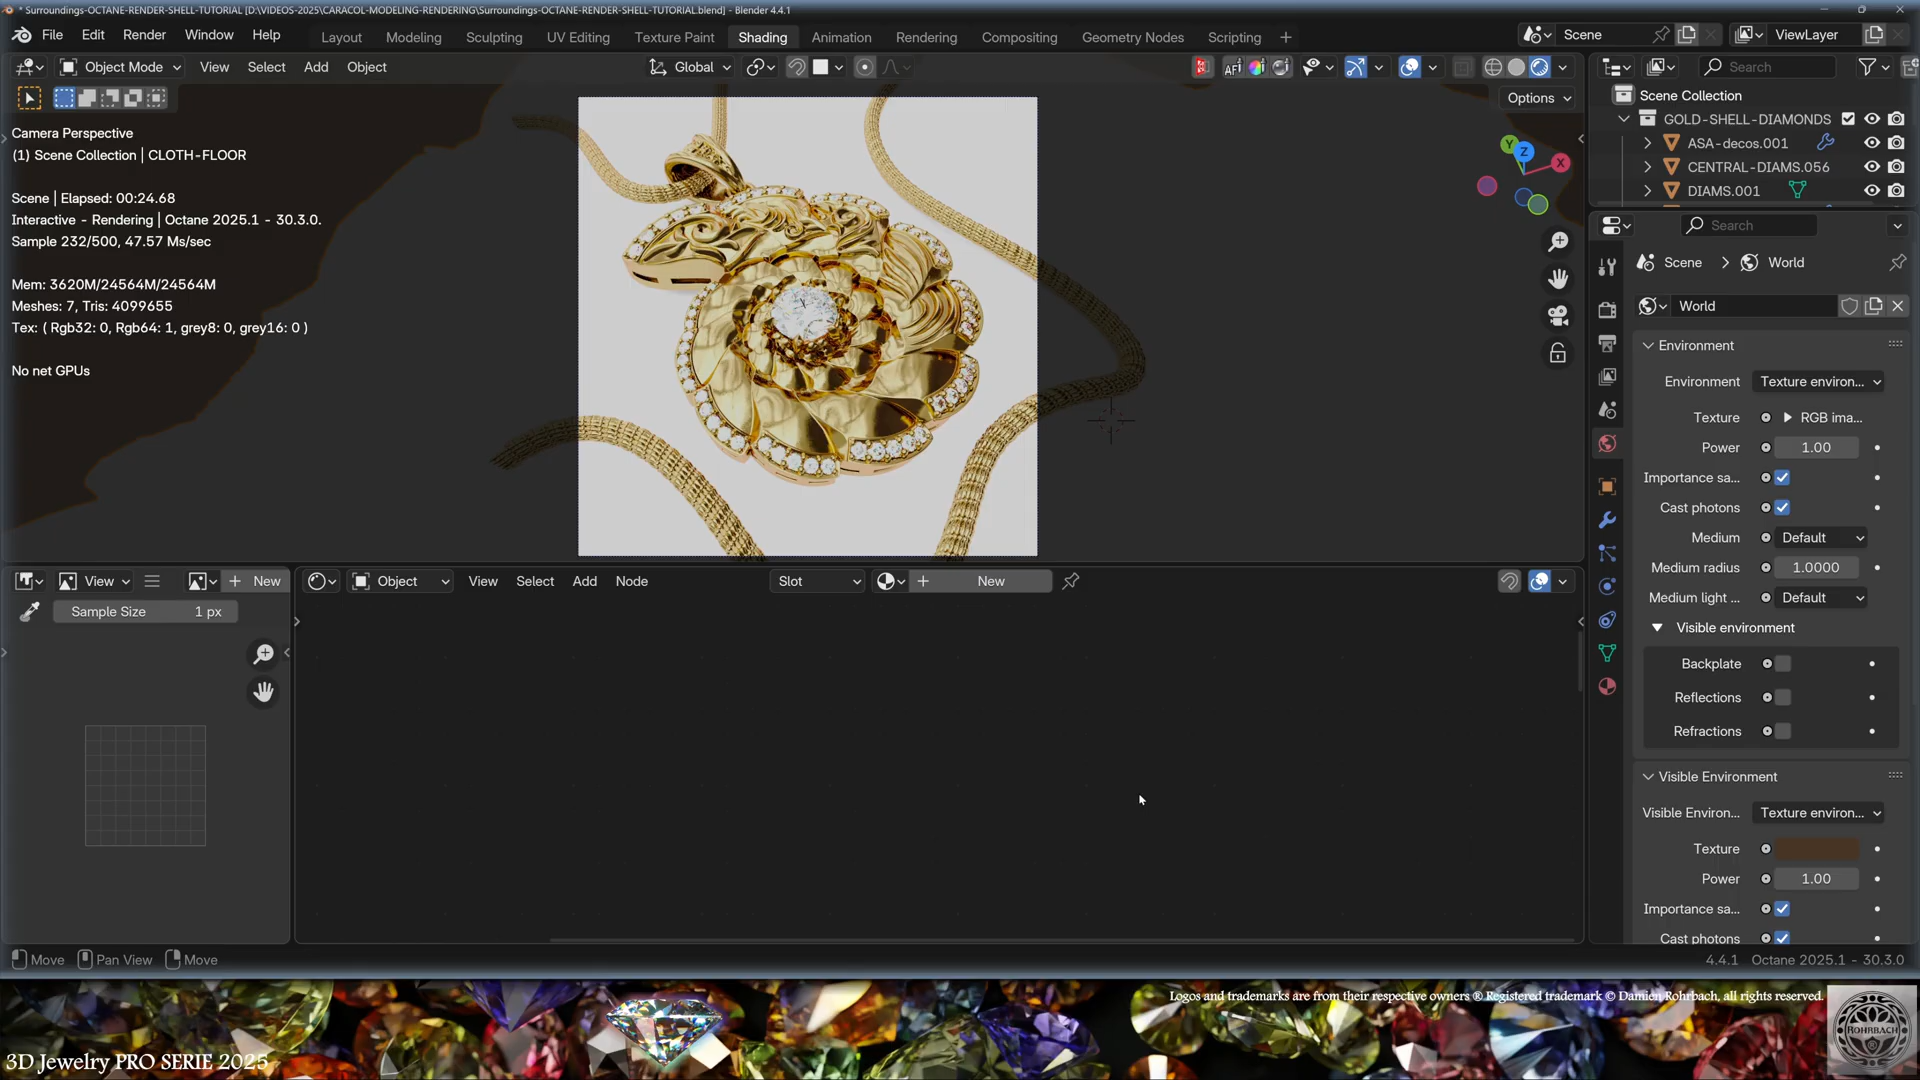 * Surroundings-OCTANE-RENDER-SHELL-TUTORIAL [D:\VIDEOS-2025\CARACOL-MODELING-RENDERING\Surroundings-OCTANE-RENDER-SHELL-TUTORIAL.blend] - Blender 4.4.1
File Edit Render Window Help Layout Modeling Sculpting UV Editing Texture Paint Shading Animation Rendering Compositing Geometry Nodes Scripting + Scene ViewLayer
Object Mode View Select Add Object Global Search
Options
Scene Collection
GOLD-SHELL-DIAMONDS
ASA-decos.001
CENTRAL-DIAMS.056
DIAMS.001
Camera Perspective
(1) Scene Collection | CLOTH-FLOOR
Scene | Elapsed: 00:24.68
Interactive - Rendering | Octane 2025.1 - 30.3.0.
Sample 232/500, 47.57 Ms/sec
Mem: 3620M/24564M/24564M
Meshes: 7, Tris: 4099655
Tex: ( Rgb32: 0, Rgb64: 1, grey8: 0, grey16: 0 )
No net GPUs
Y Z X
Search
Scene > World
World
Environment
Environment Texture environ...
Texture RGB ima...
Power 1.00
Importance sa...
Cast photons
Medium Default
Medium radius 1.0000
Medium light ... Default
Visible environment
Backplate
Reflections
Refractions
Visible Environment
Visible Environ... Texture environ...
Texture
Power 1.00
Importance sa...
Cast photons
View + New Object View Select Add Node Slot + New
Sample Size 1 px
Move Pan View Move 4.4.1 Octane 2025.1 - 30.3.0
Logos and trademarks are from their respective owners ® Registered trademark © Damien Rohrbach, all rights reserved.
3D Jewelry PRO SERIE 2025
ROHRBACH